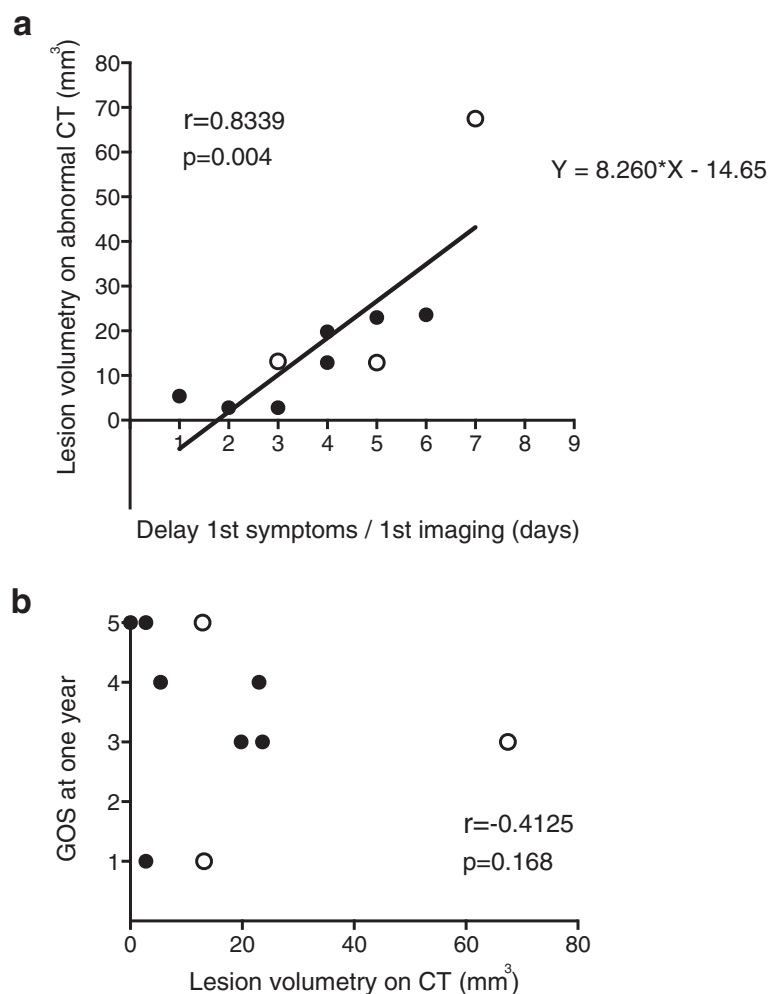 a
Lesion volumetry on abnormal CT (mm³)
80
70
60
50
40
30
20
10
0
r=0.8339
p=0.004
Y = 8.260*X - 14.65
1 2 3 4 5 6 7 8 9
Delay 1st symptoms / 1st imaging (days)
b
GOS at one year
5
4
3
2
1
r=-0.4125
p=0.168
0 20 40 60 80
Lesion volumetry on CT (mm³)